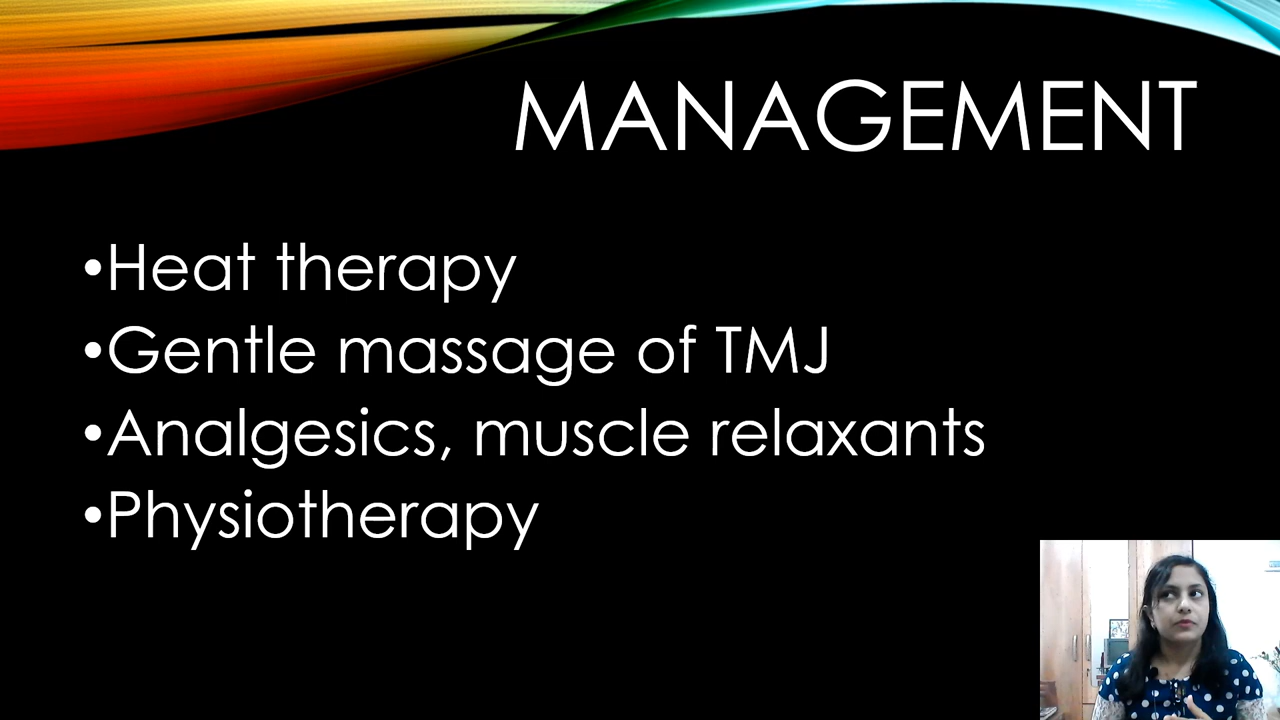 MANAGEMENT
•Heat therapy
•Gentle massage of TMJ
•Analgesics, muscle relaxants
•Physiotherapy